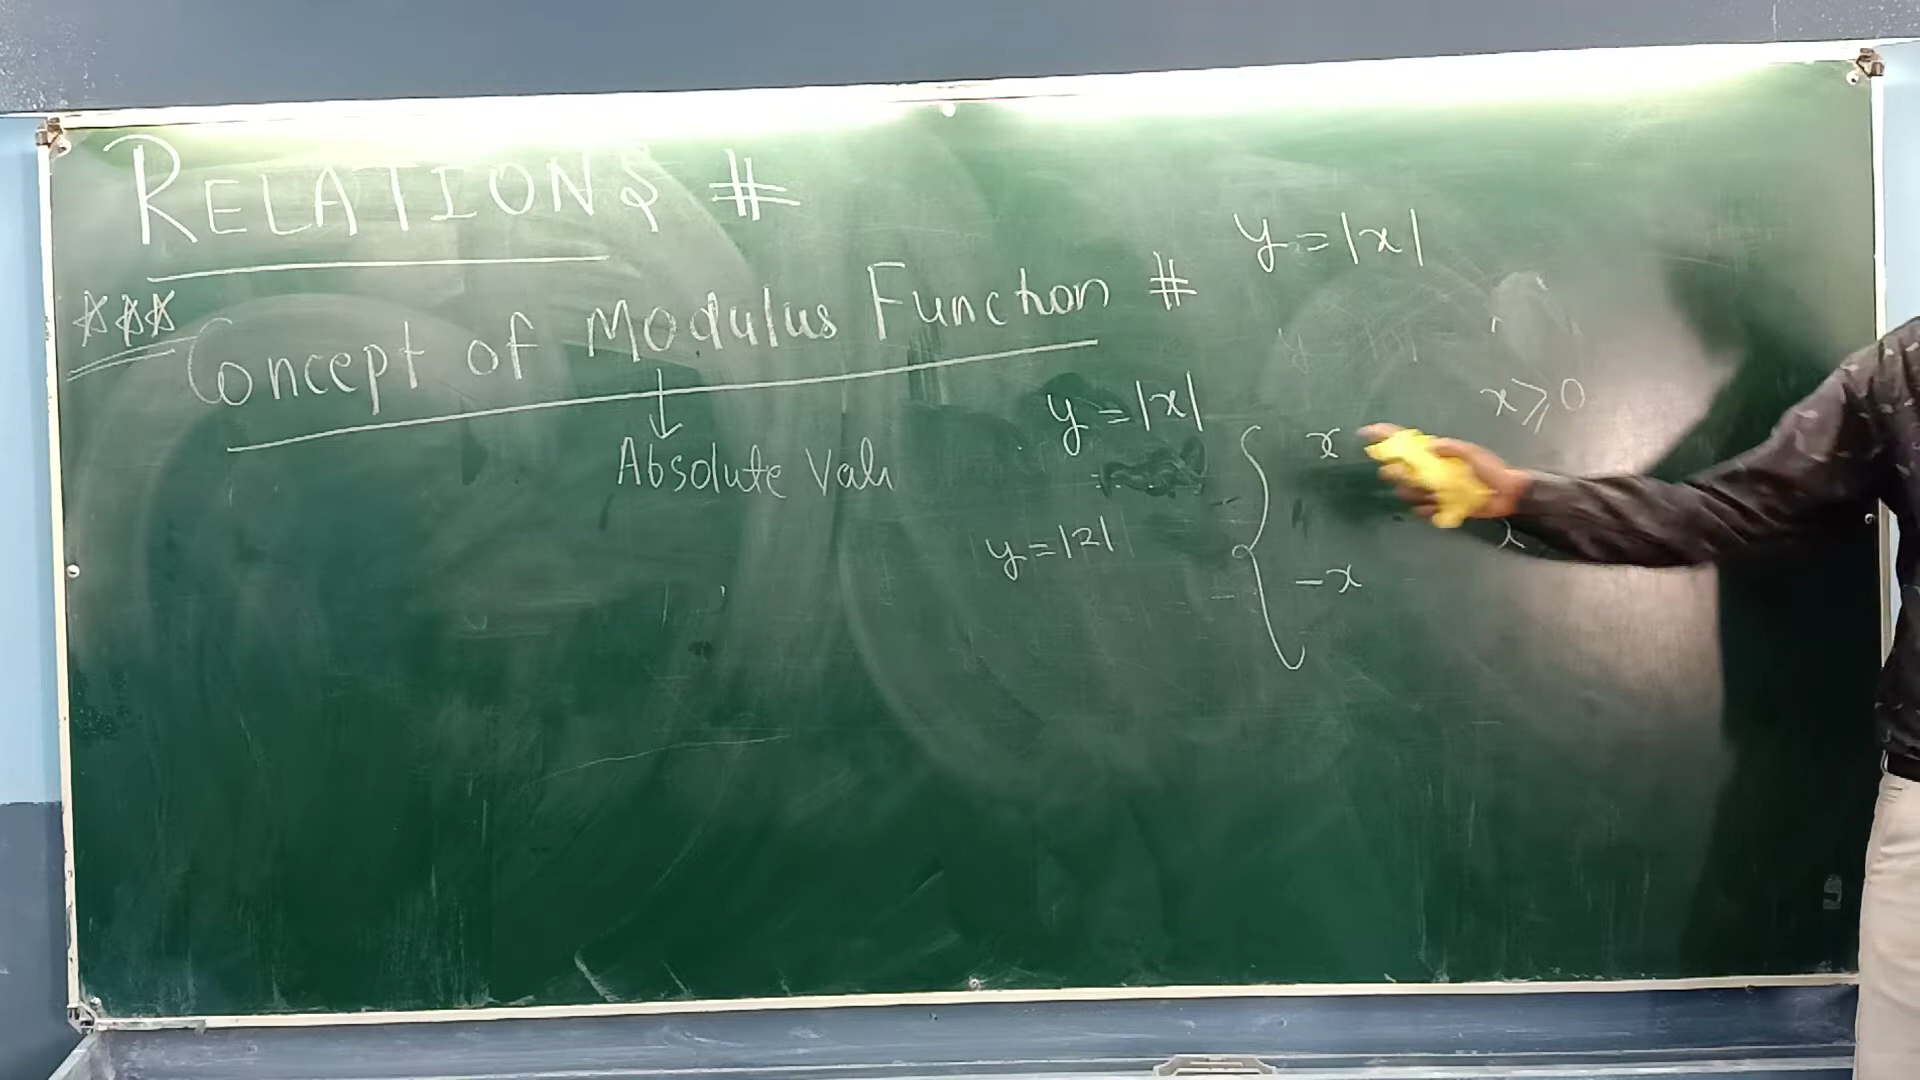 RELATIONS #
*** Concept of Modulus Function #
Absolute Valu
y = |x|
y = |x|
x x ⩾ 0
y = |2|
-x